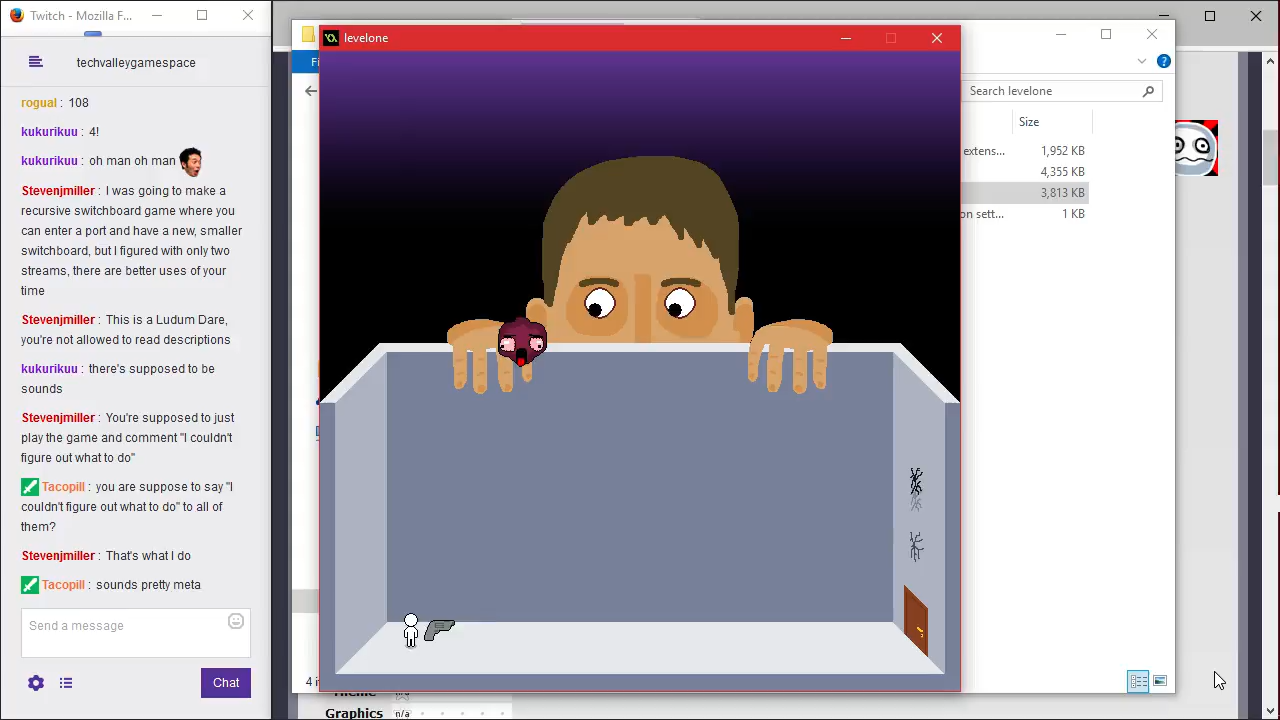 Twitch - Mozilla F...
techvalleygamespace
rogual : 108
kukurikuu : 4!
kukurikuu : oh man oh man
Stevenjmiller : I was going to make a
recursive switchboard game where you
can enter a port and have a new, smaller
switchboard, but I figured with only two
streams, there are better uses of your
time
Stevenjmiller : This is a Ludum Dare,
you're not allowed to read descriptions
kukurikuu : there's supposed to be
sounds
Stevenjmiller : You're supposed to just
play the game and comment "I couldn't
figure out what to do"
Tacopill : you are suppose to say "I
couldn't figure out what to do" to all of
them?
Stevenjmiller : That's what I do
Tacopill : sounds pretty meta
Send a message
Chat
levelone
Fi
Search levelone
Size
extens...
1,952 KB
4,355 KB
3,813 KB
on sett...
1 KB
4 i
Theme
Graphics
n/a